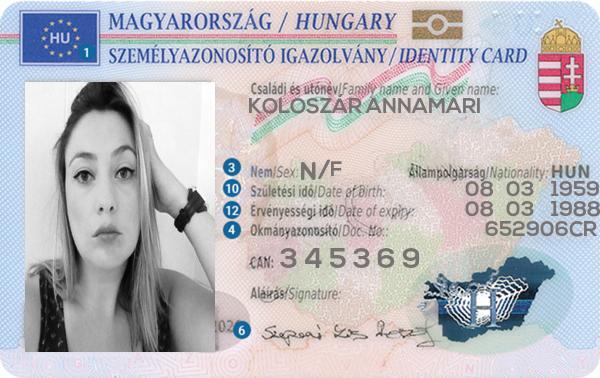 HU
1
MAGYARORSZÁG / HUNGARY
SZEMÉLYAZONOSÍTÓ IGAZOLVÁNY / IDENTITY CARD
Családi és utónév/Family name and Given name:
KOLOSZÁR ANNAMARI
3 Nem/Sex: N/F Állampolgárság/Nationality: HUN
10 Születési idő/Date of birth: 08 03 1959
12 Érvényességi idő/Date of expiry: 08 03 1988
4 Okmányazonosító/Doc. No: 652906CR
CAN: 345369
Aláírás/Signature:
6
H